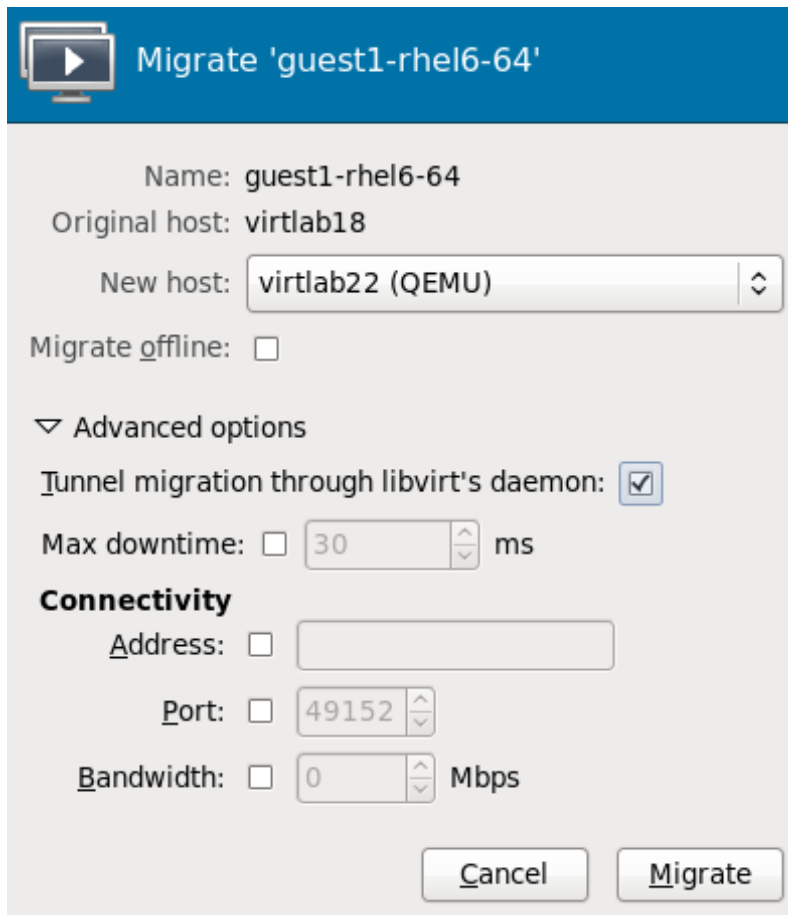 Migrate 'guest1-rhel6-64'
Name: guest1-rhel6-64
Original host: virtlab18
New host: virtlab22 (QEMU)
Migrate offline:
Advanced options
Tunnel migration through libvirt's daemon:
Max downtime: 30 ms
Connectivity
Address:
Port: 49152
Bandwidth: 0 Mbps
Cancel Migrate